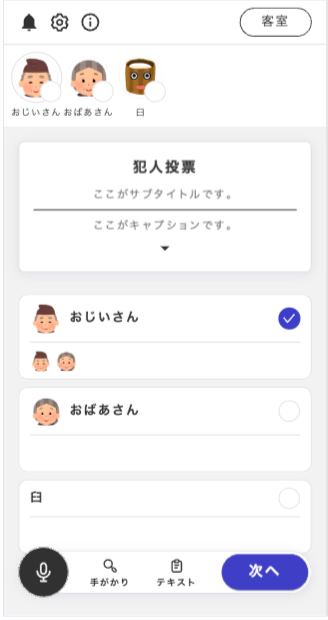 客室
おじいさん おばあさん 臼
犯人投票
ここがサブタイトルです。
ここがキャプションです。
おじいさん
おばあさん
臼
手がかり テキスト 次へ